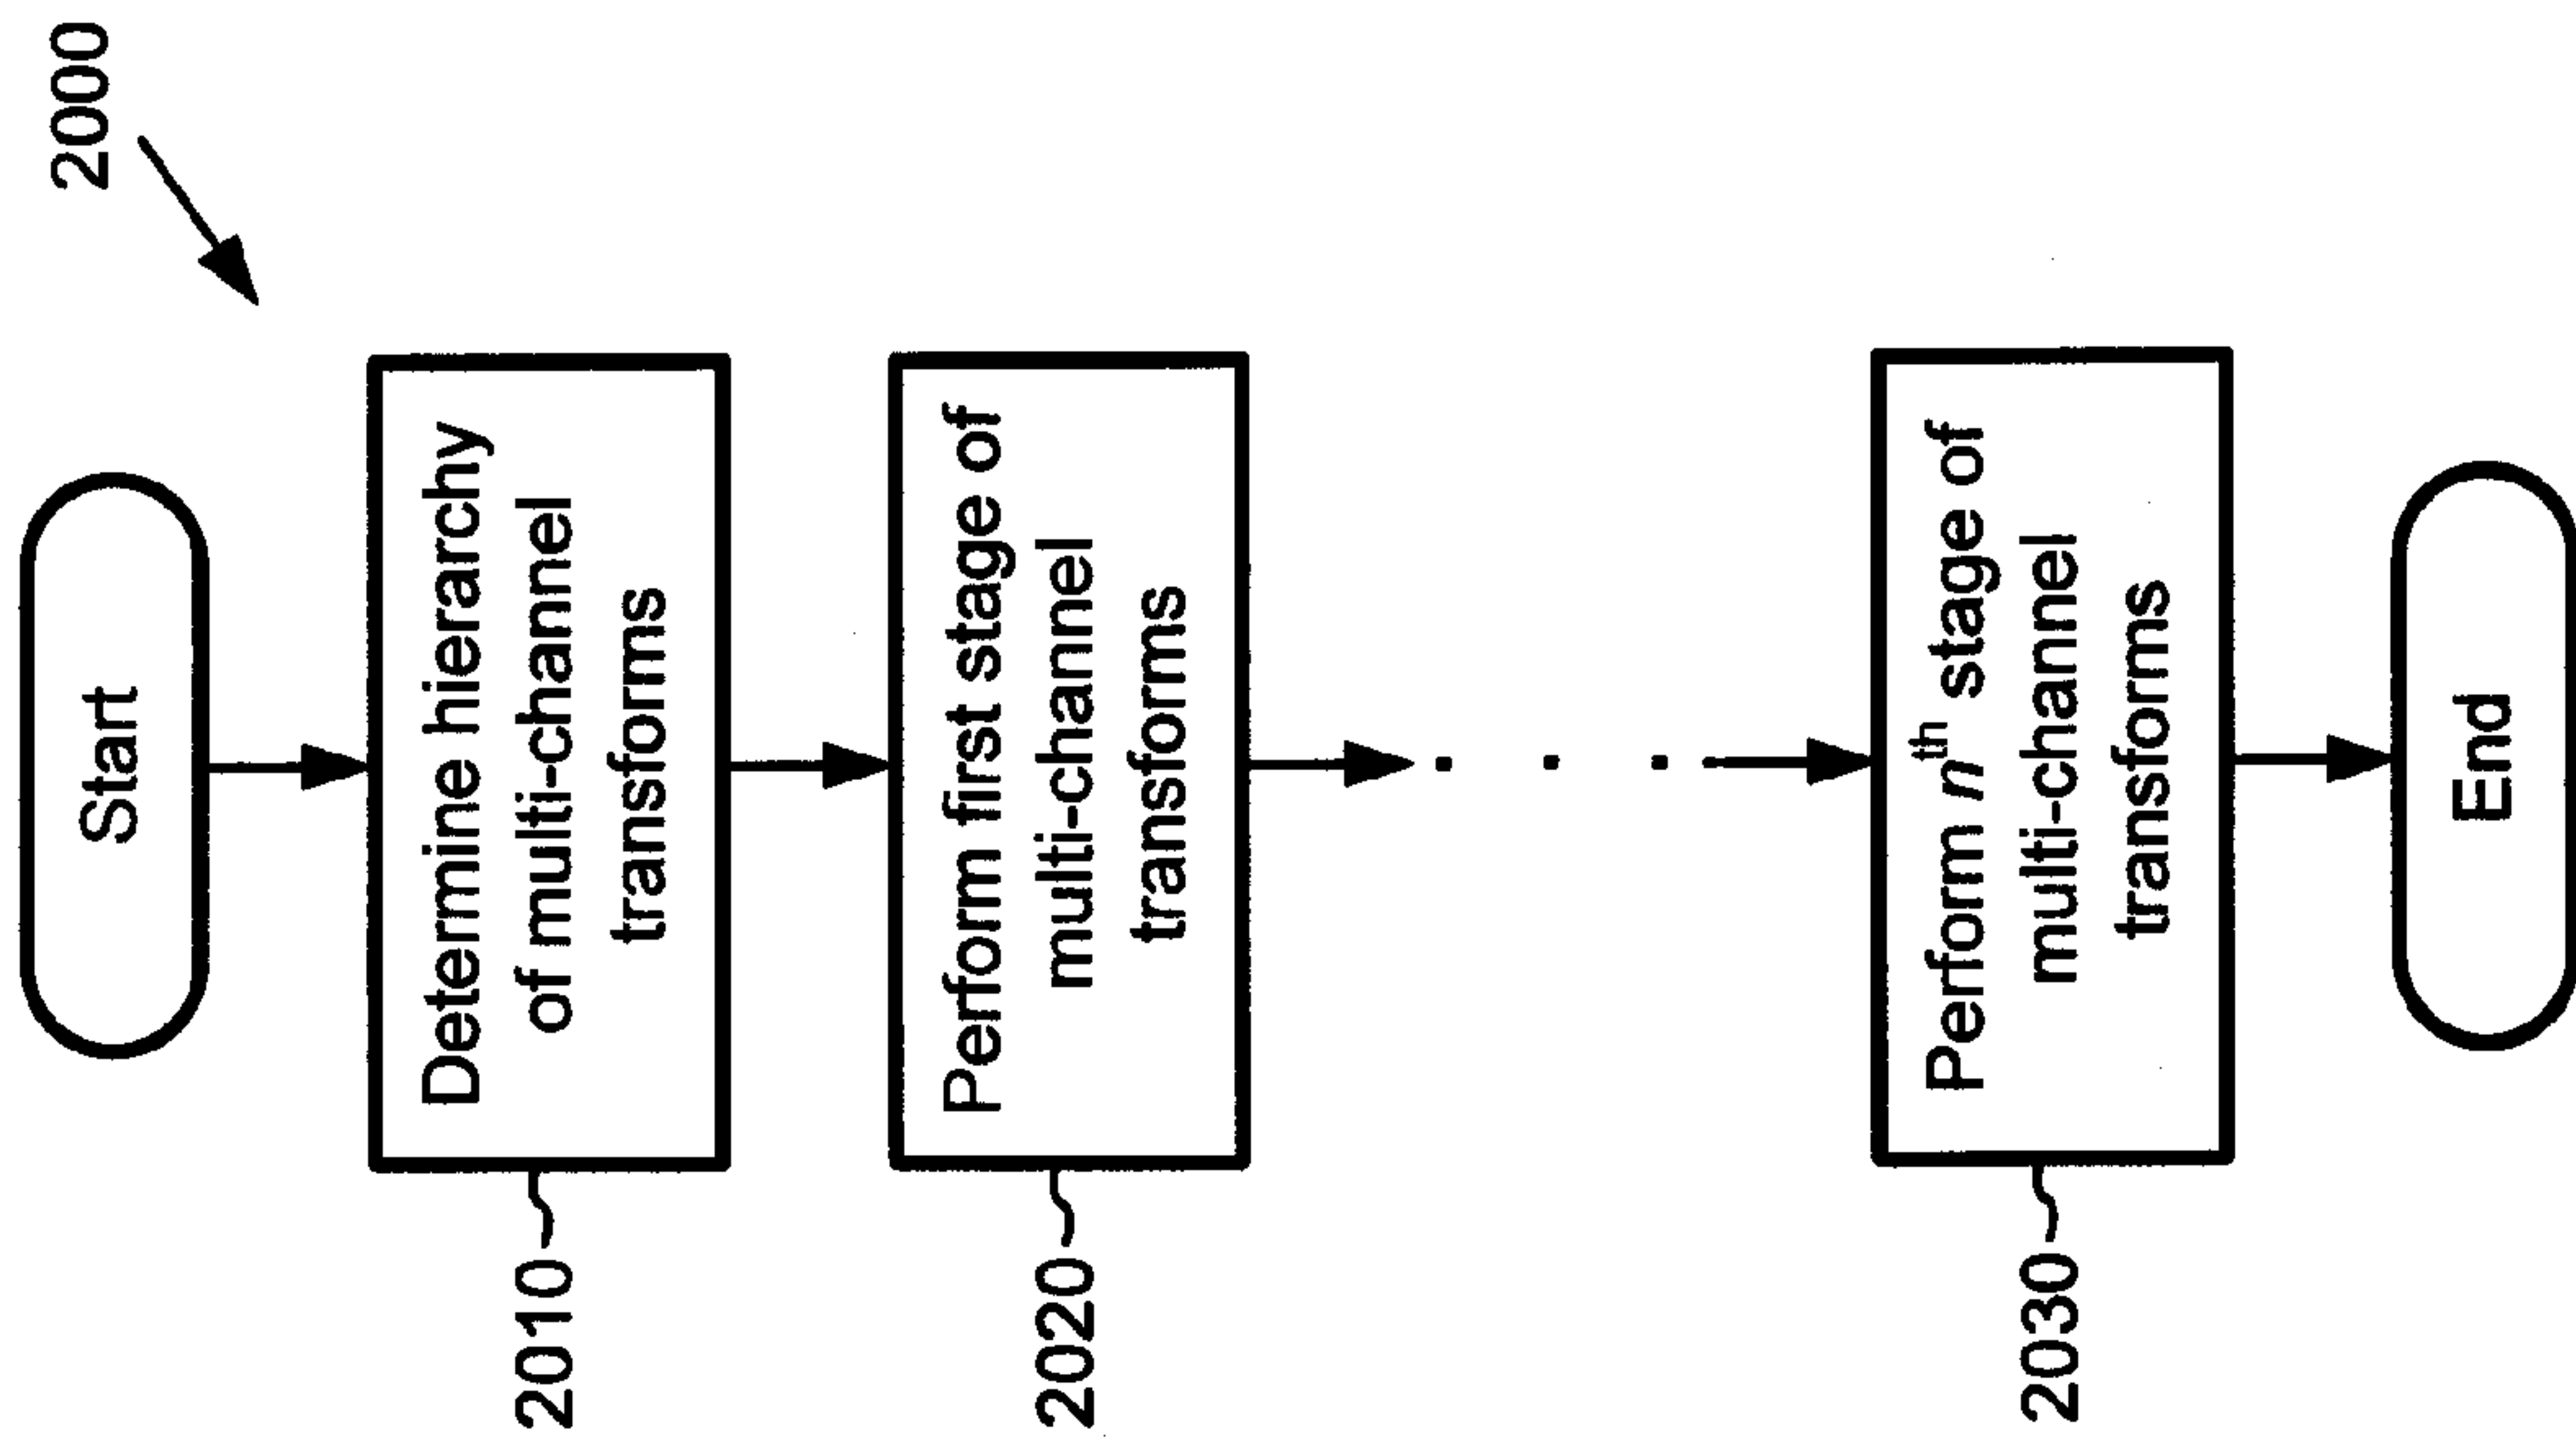 2000
Start
2010
Determine hierarchy
of multi-channel
transforms
2020
Perform first stage of
multi-channel
transforms
. . .
2030
Perform nth stage of
multi-channel
transforms
End